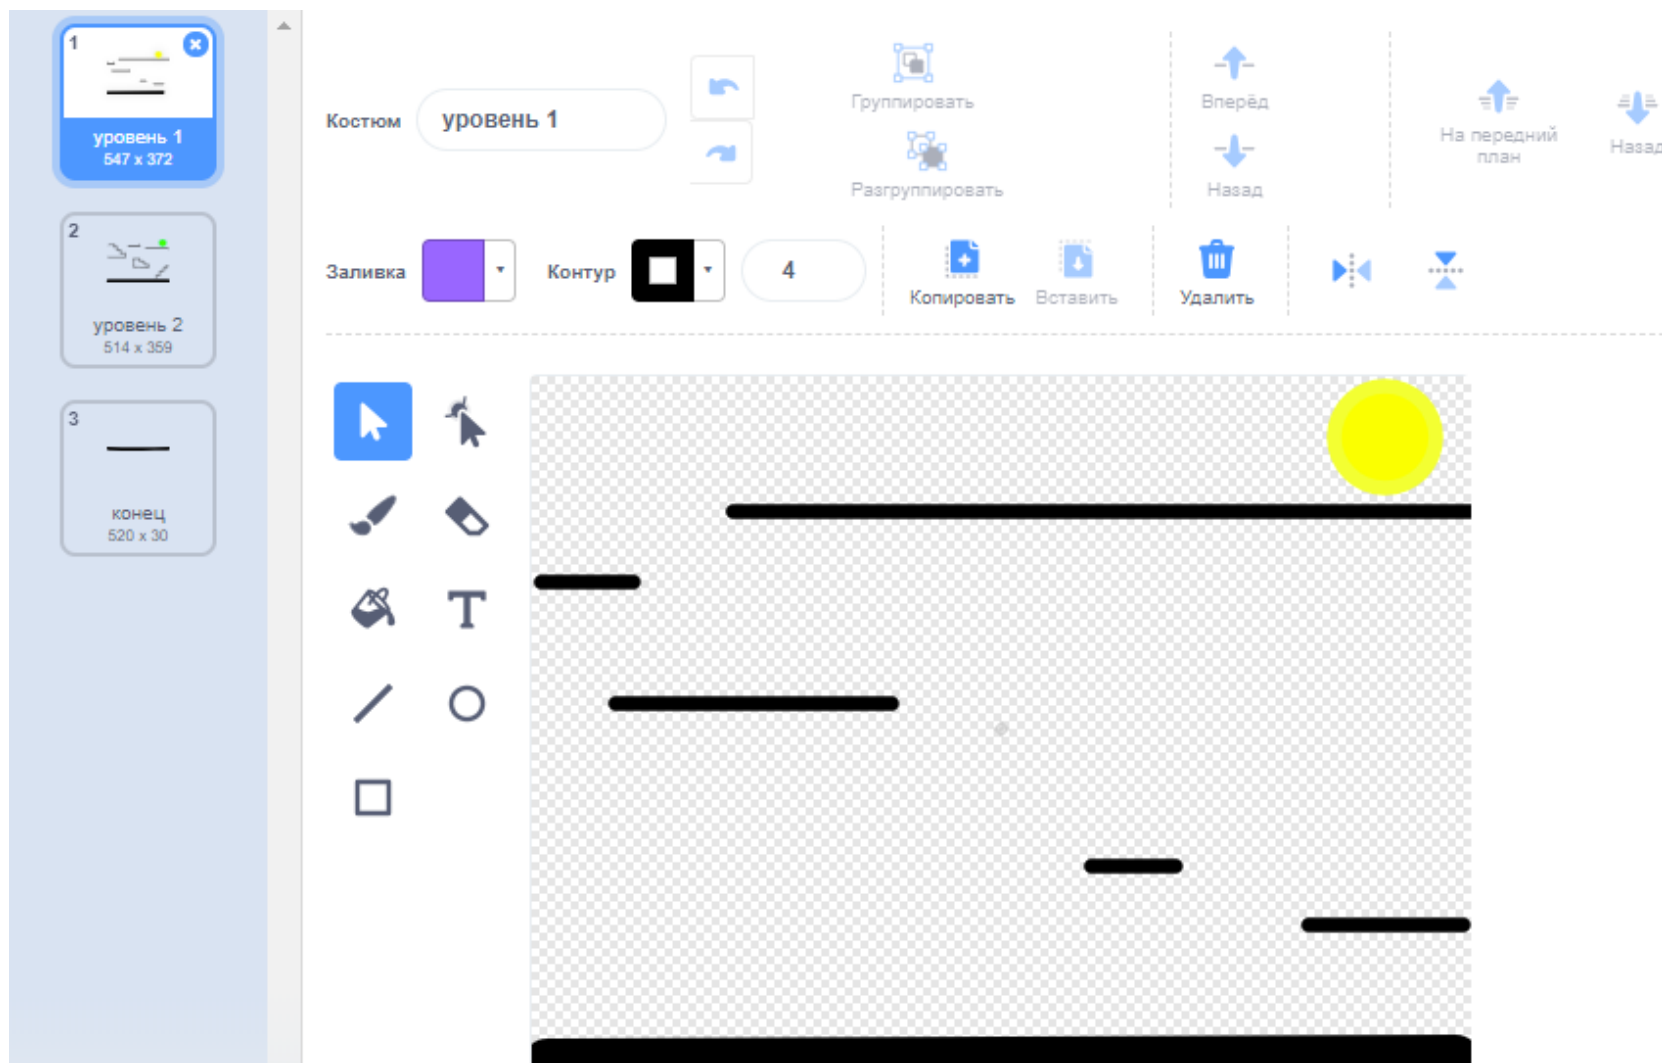 1
уровень 1
547 x 372
2
уровень 2
514 x 359
3
конец
520 x 30
Костюм
уровень 1
Группировать
Разгруппировать
Вперёд
Назад
На передний
план
Назад
Заливка
Контур
4
Копировать
Вставить
Удалить
T